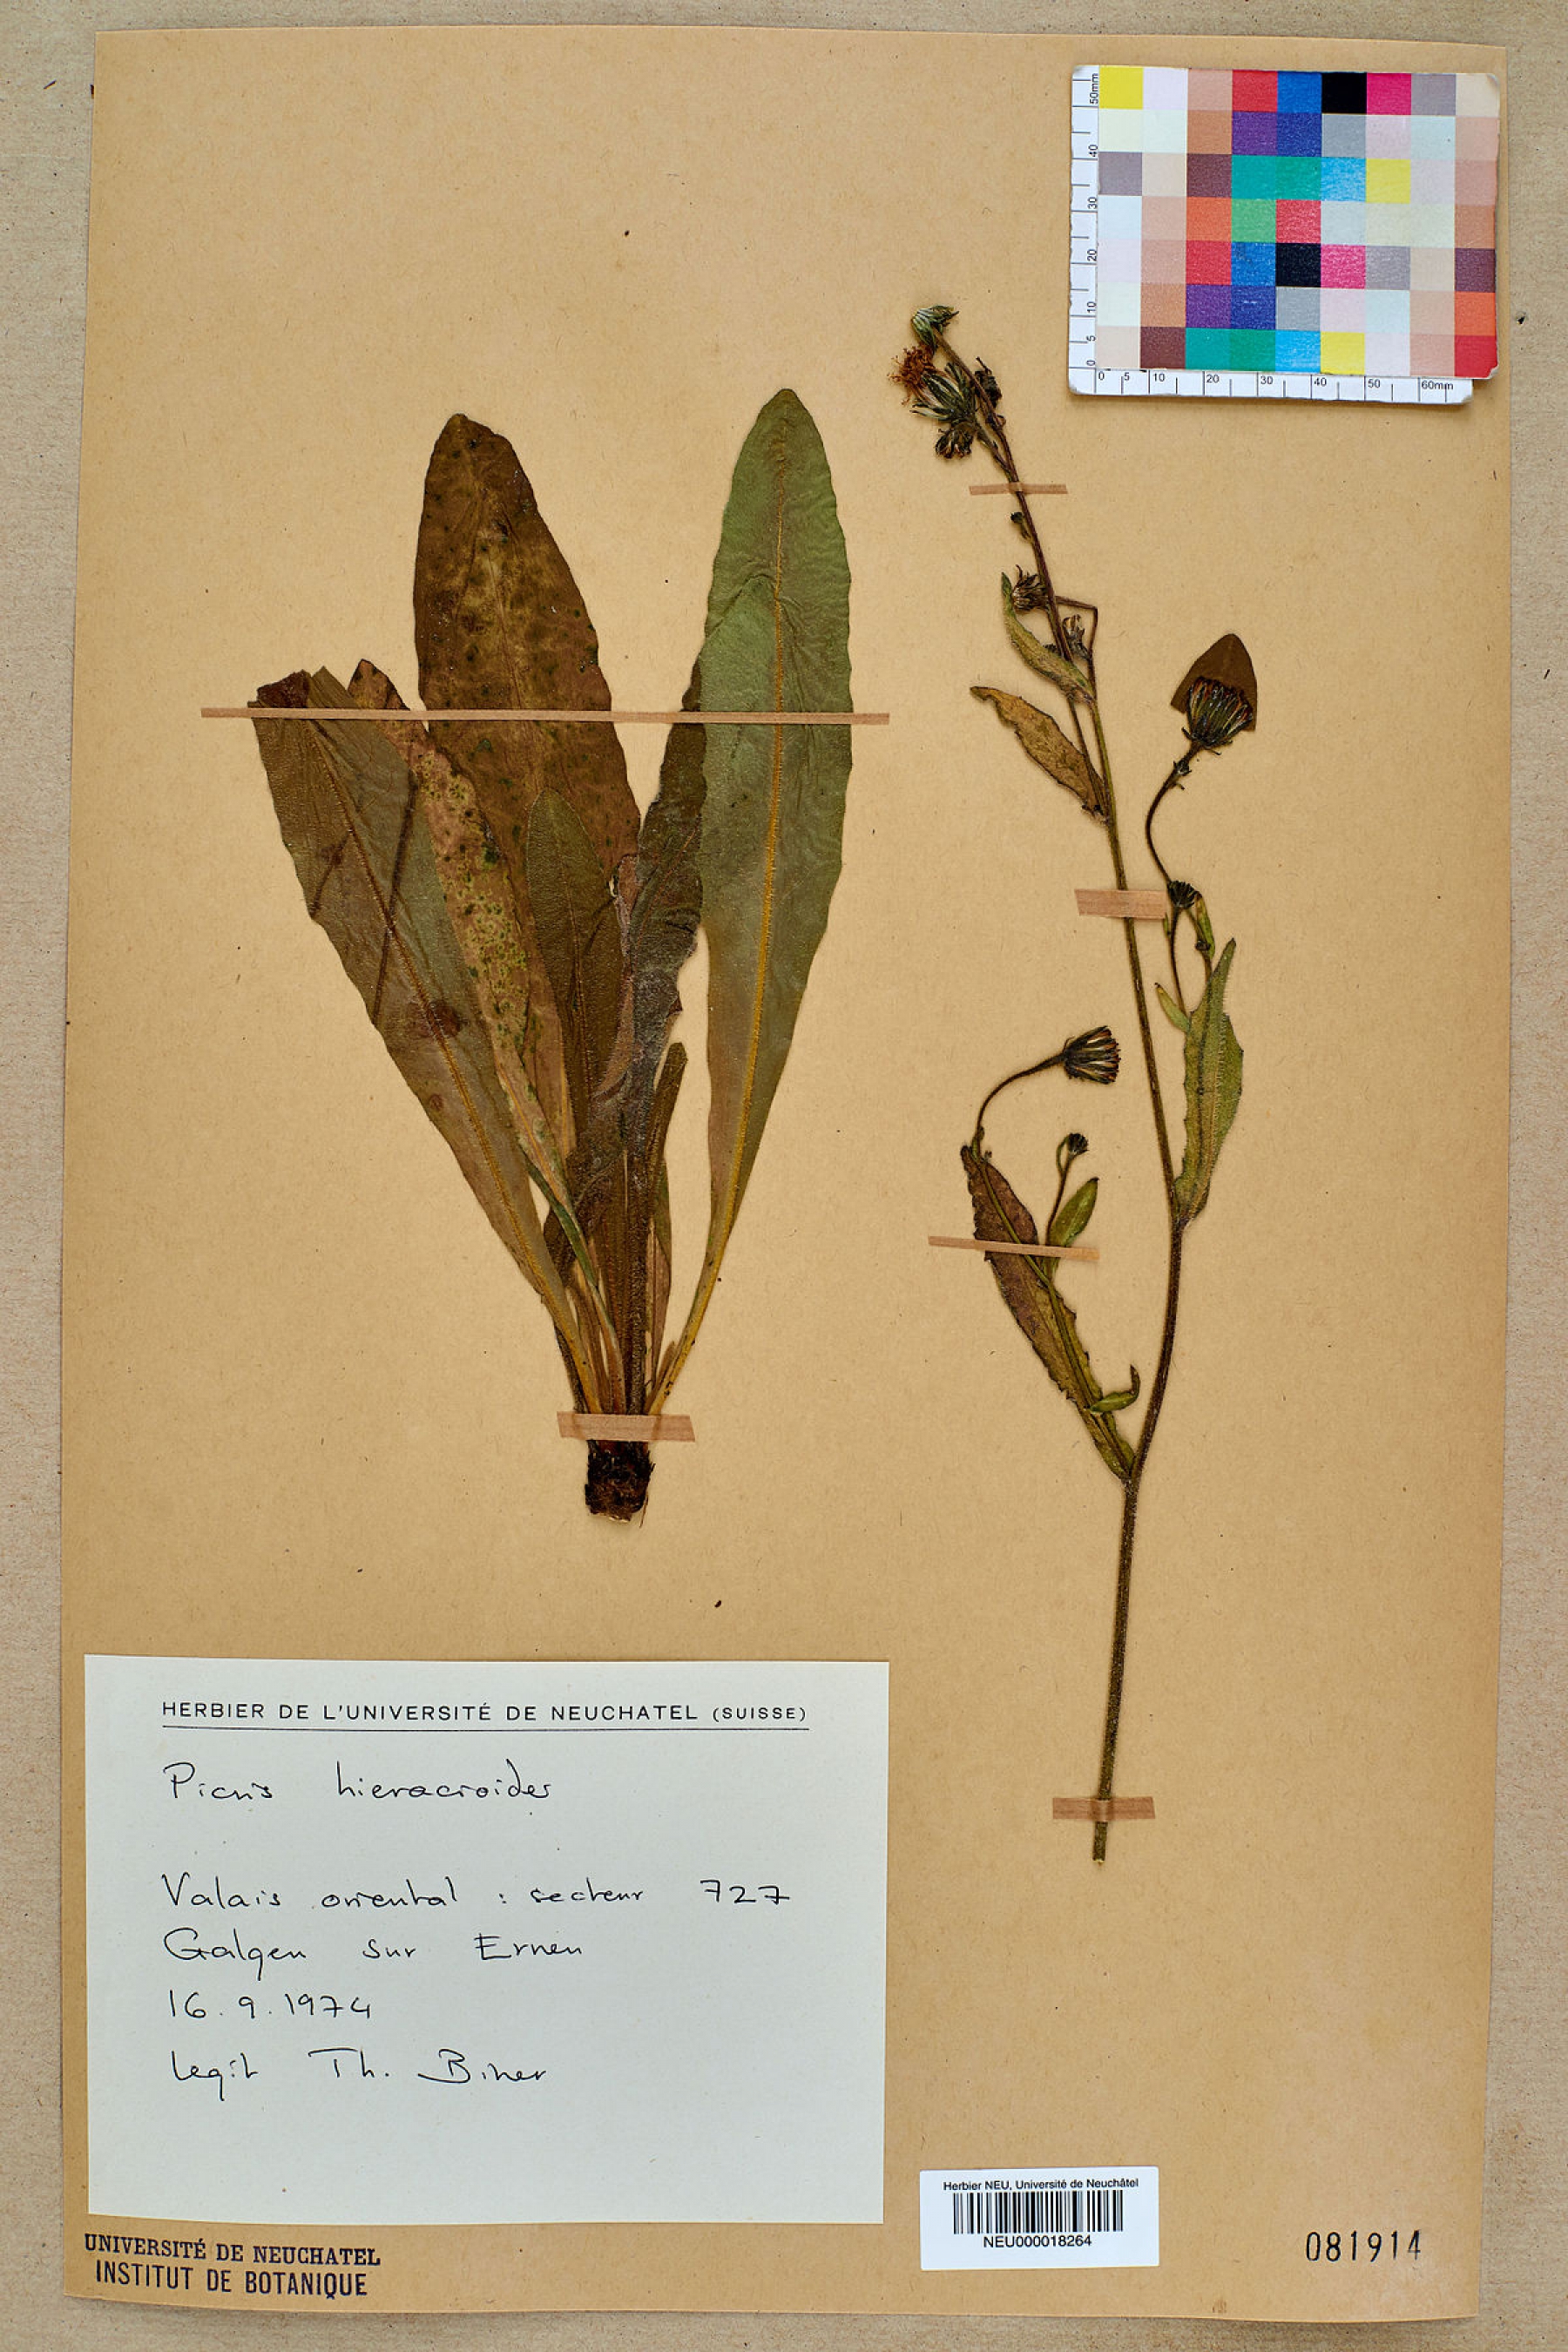 50mm
40
30
20
10
5
0
0 5 10 20 30 40 50 60mm
HERBIER DE L'UNIVERSITÉ DE NEUCHATEL (SUISSE)
Picris hieracioides
Valais oriental : secteur 727
Galgen sur Ernen
16.9.1974
legit Th. Biner
Herbier NEU, Université de Neuchâtel
NEU000018264
UNIVERSITÉ DE NEUCHATEL
INSTITUT DE BOTANIQUE
081914